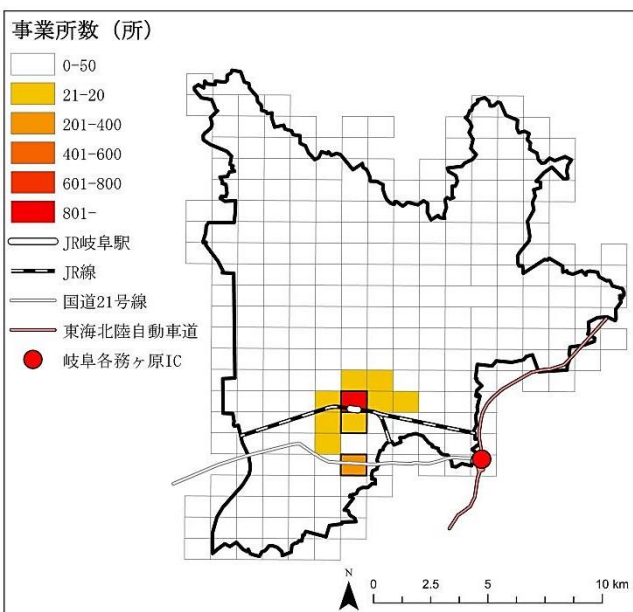 事業所数（所）
0-50
21-20
201-400
401-600
601-800
801-
JR岐阜駅
JR線
国道21号線
東海北陸自動車道
岐阜各務ヶ原IC
N
0 2.5 5 10 km